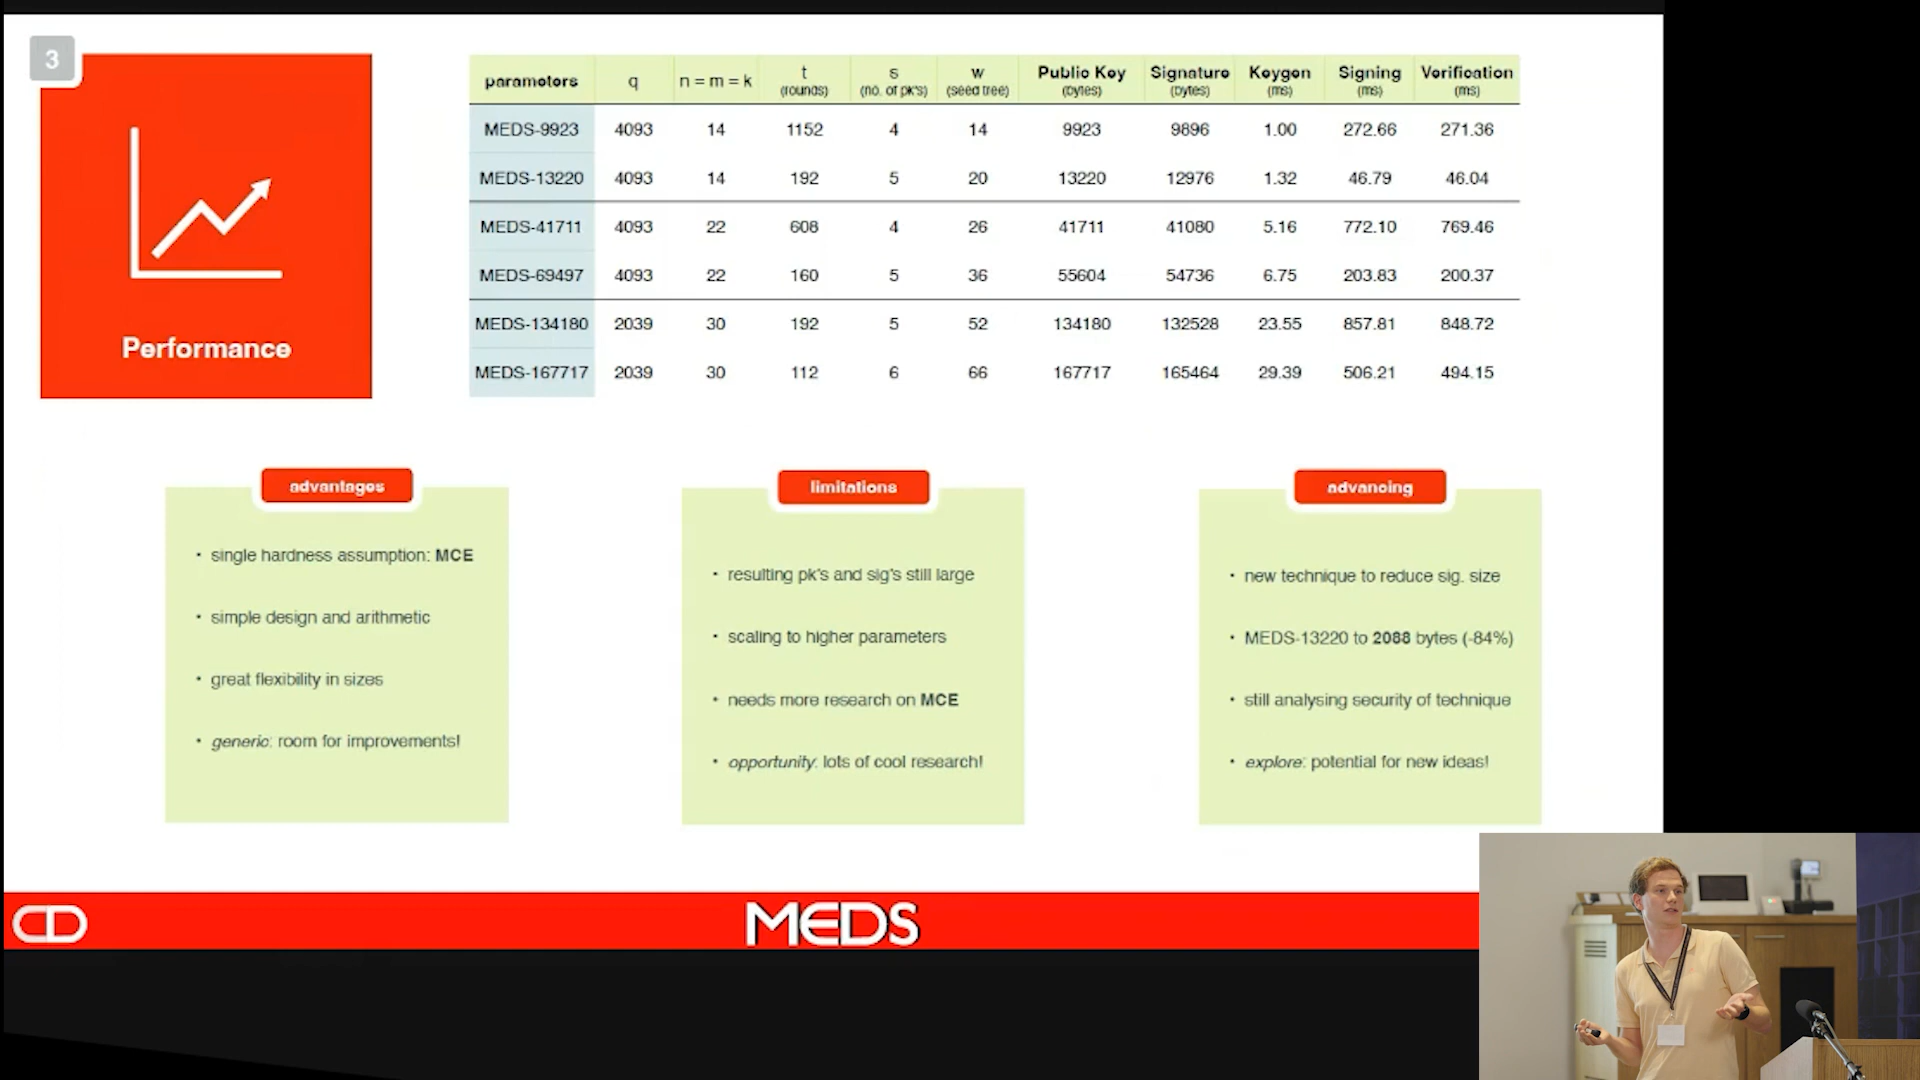 3
Performance
parameters q n = m = k t (rounds) s (no. of pk's) w (seed tree) Public Key (bytes) Signature (bytes) Keygen (ms) Signing (ms) Verification (ms)
MEDS-9923 4093 14 1152 4 14 9923 9896 1.00 272.66 271.36
MEDS-13220 4093 14 192 5 20 13220 12976 1.32 46.79 46.04
MEDS-41711 4093 22 608 4 26 41711 41080 5.16 772.10 769.46
MEDS-69497 4093 22 160 5 36 55604 54736 6.75 203.83 200.37
MEDS-134180 2039 30 192 5 52 134180 132528 23.55 857.81 848.72
MEDS-167717 2039 30 112 6 66 167717 165464 29.39 506.21 494.15
advantages
• single hardness assumption: MCE
• simple design and arithmetic
• great flexibility in sizes
• generic: room for improvements!
limitations
• resulting pk's and sig's still large
• scaling to higher parameters
• needs more research on MCE
• opportunity: lots of cool research!
advancing
• new technique to reduce sig. size
• MEDS-13220 to 2088 bytes (-84%)
• still analysing security of technique
• explore: potential for new ideas!
MEDS